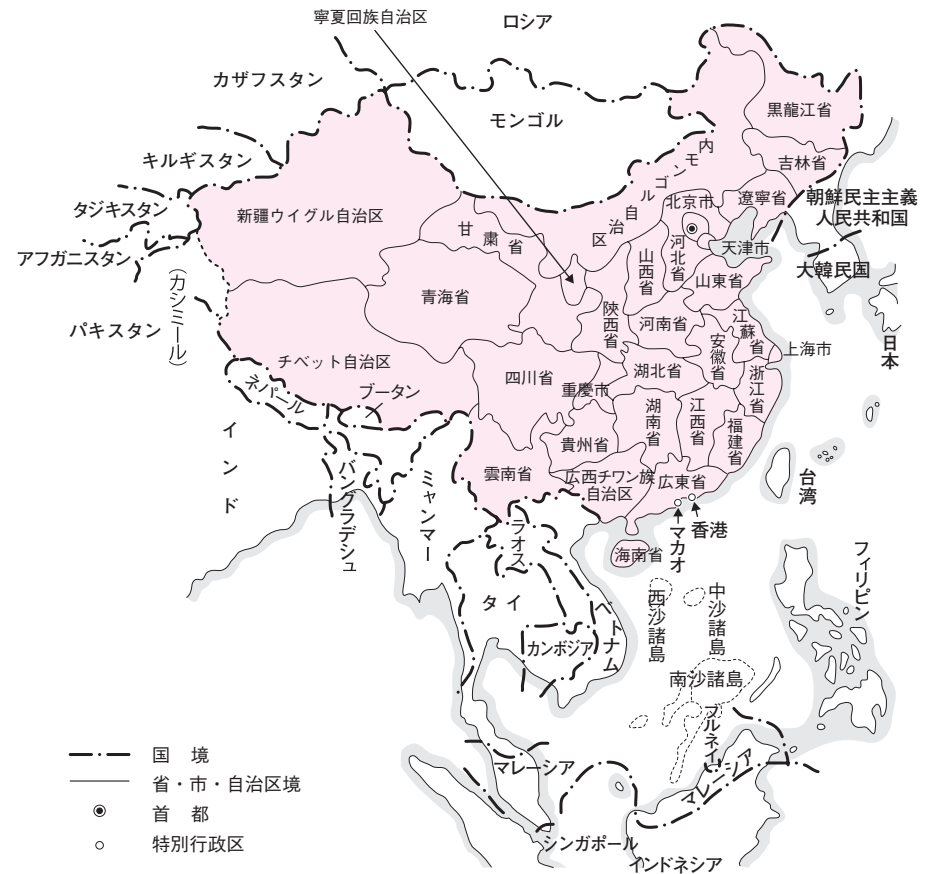 寧夏回族自治区
ロシア
カザフスタン
モンゴル
黒龍江省
キルギスタン
内モンゴル自治区
吉林省
タジキスタン
新疆ウイグル自治区
甘粛省
北京市
遼寧省
朝鮮民主主義
人民共和国
アフガニスタン
天津市
河北省
山西省
大韓民国
(カシミール)
青海省
山東省
パキスタン
陝西省
河南省
江蘇省
安徽省
上海市
日本
チベット自治区
ネパール
ブータン
四川省
重慶市
湖北省
浙江省
インド
湖南省
江西省
福建省
貴州省
バングラデシュ
ミャンマー
雲南省
広西チワン族
自治区
広東省
台湾
ラオス
香港
マカオ
海南省
フィリピン
タイ
ベトナム
西沙諸島
中沙諸島
カンボジア
南沙諸島
ブルネイ
マレーシア
マレーシア
シンガポール
インドネシア
国 境
省・市・自治区境
首 都
特別行政区